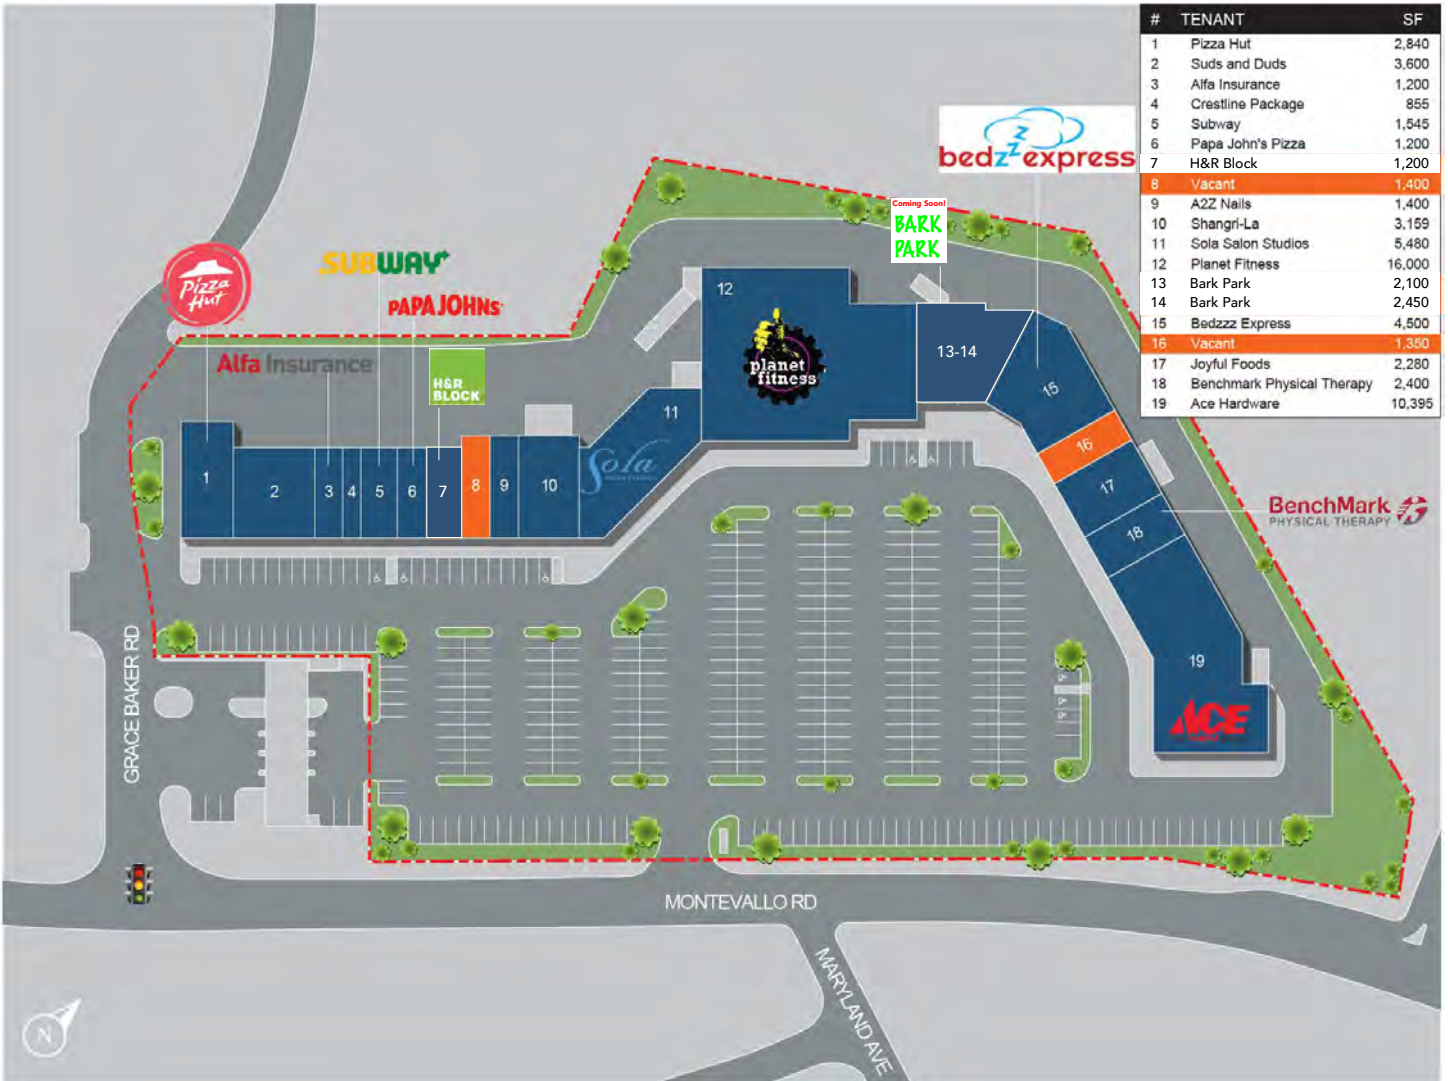 # TENANT SF
1 Pizza Hut 2,840
2 Suds and Duds 3,600
3 Alfa Insurance 1,200
4 Crestline Package 855
5 Subway 1,545
6 Papa John's Pizza 1,200
7 H&R Block 1,200
8 Vacant 1,400
9 A2Z Nails 1,400
10 Shangri-La 3,159
11 Sola Salon Studios 5,480
12 Planet Fitness 16,000
13 Bark Park 2,100
14 Bark Park 2,450
15 Bedzzz Express 4,500
16 Vacant 1,350
17 Joyful Foods 2,280
18 Benchmark Physical Therapy 2,400
19 Ace Hardware 10,395
bedzzzexpress
Coming Soon!
BARK
PARK
SUBWAY
Pizza
Hut
PAPA JOHNS
Alfa Insurance
H&R
BLOCK
12
planet
fitness
13-14
15
11
Sola
16
1
2
3
4
5
6
7
8
9
10
17
BenchMark
PHYSICAL THERAPY
18
19
ACE
GRACE BAKER RD
MONTEVALLO RD
MARYLAND AVE
N